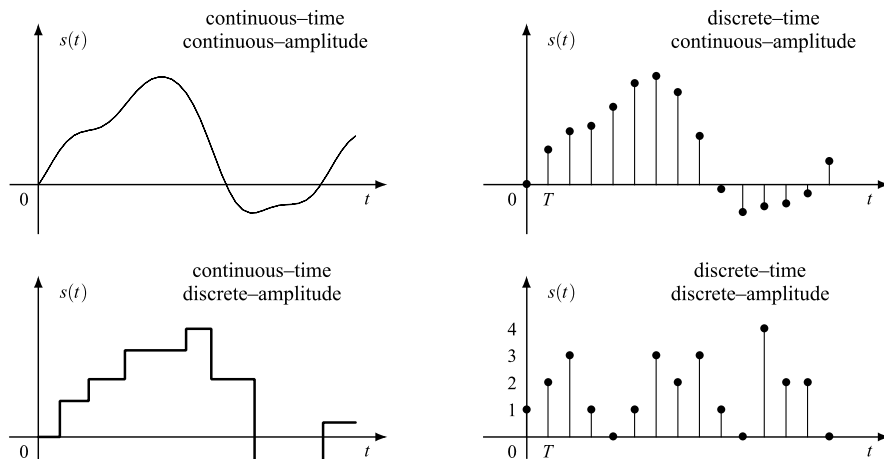 continuous–time
continuous–amplitude
s(t)
0
t
discrete–time
continuous–amplitude
s(t)
0
T
t
continuous–time
discrete–amplitude
s(t)
0
t
discrete–time
discrete–amplitude
s(t)
4
3
2
1
0
T
t